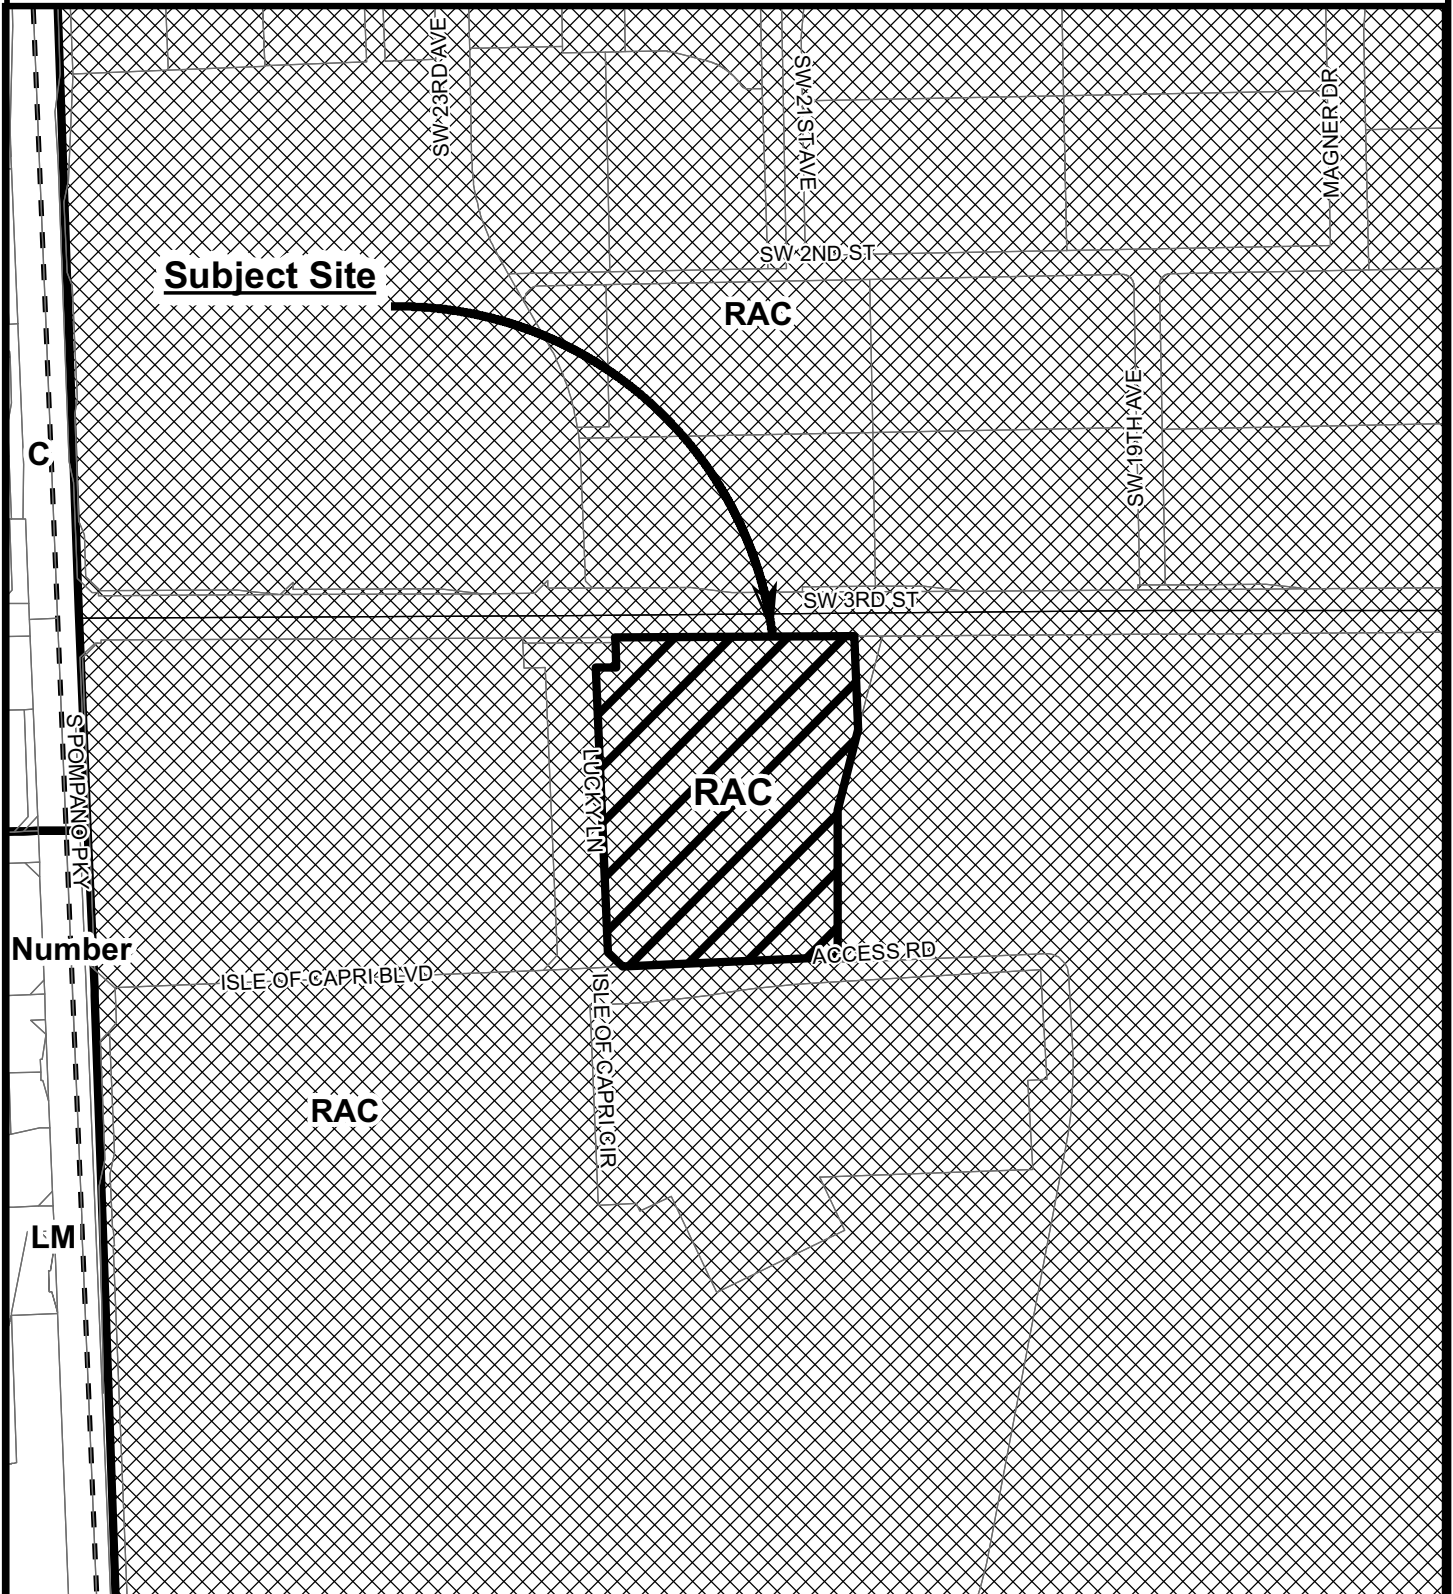 SW 23RD AVE
SW 21ST AVE
MAGNER DR
SW 2ND ST
Subject Site
RAC
SW 19TH AVE
C
SW 3RD ST
S POMPANO PKY
LUCKY LN
RAC
Number
ACCESS RD
ISLE OF CAPRI BLVD
ISLE OF CAPRI CIR
RAC
LM